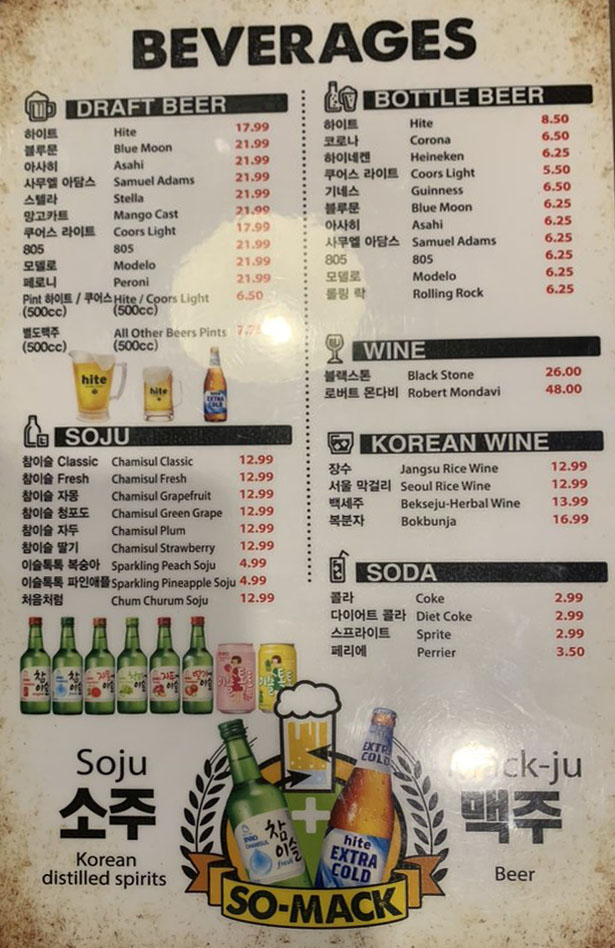 BEVERAGES
DRAFT BEER
하이트 Hite 17.99
블루문 Blue Moon 21.99
아사히 Asahi 21.99
사무엘 아담스 Samuel Adams 21.99
스텔라 Stella 21.99
망고카트 Mango Cast 21.99
쿠어스 라이트 Coors Light 17.99
805 805 21.99
모델로 Modelo 21.99
페로니 Peroni 21.99
Pint 하이트 / 쿠어스 Hite / Coors Light 6.50
(500cc) (500cc)
별도맥주 All Other Beers Pints
(500cc) (500cc)
hite
hite
EXTRA COLD
SOJU
참이슬 Classic Chamisul Classic 12.99
참이슬 Fresh Chamisul Fresh 12.99
참이슬 자몽 Chamisul Grapefruit 12.99
참이슬 청포도 Chamisul Green Grape 12.99
참이슬 자두 Chamisul Plum 12.99
참이슬 딸기 Chamisul Strawberry 12.99
이슬톡톡 복숭아 Sparkling Peach Soju 4.99
이슬톡톡 파인애플 Sparkling Pineapple Soju 4.99
처음처럼 Chum Churum Soju 12.99
BOTTLE BEER
하이트 Hite 8.50
코로나 Corona 6.50
하이네켄 Heineken 6.25
쿠어스 라이트 Coors Light 5.50
기네스 Guinness 6.50
블루문 Blue Moon 6.25
아사히 Asahi 6.25
사무엘 아담스 Samuel Adams 6.25
805 805 6.25
모델로 Modelo 6.25
롤링 락 Rolling Rock 6.25
WINE
블랙스톤 Black Stone 26.00
로버트 몬다비 Robert Mondavi 48.00
KOREAN WINE
장수 Jangsu Rice Wine 12.99
서울 막걸리 Seoul Rice Wine 12.99
백세주 Bekseju-Herbal Wine 13.99
복분자 Bokbunja 16.99
SODA
콜라 Coke 2.99
다이어트 콜라 Diet Coke 2.99
스프라이트 Sprite 2.99
페리에 Perrier 3.50
Soju
소주
Korean
distilled spirits
참이슬
fresh
+
EXTRA
COLD
hite
EXTRA
COLD
SO-MACK
맥주
Beer